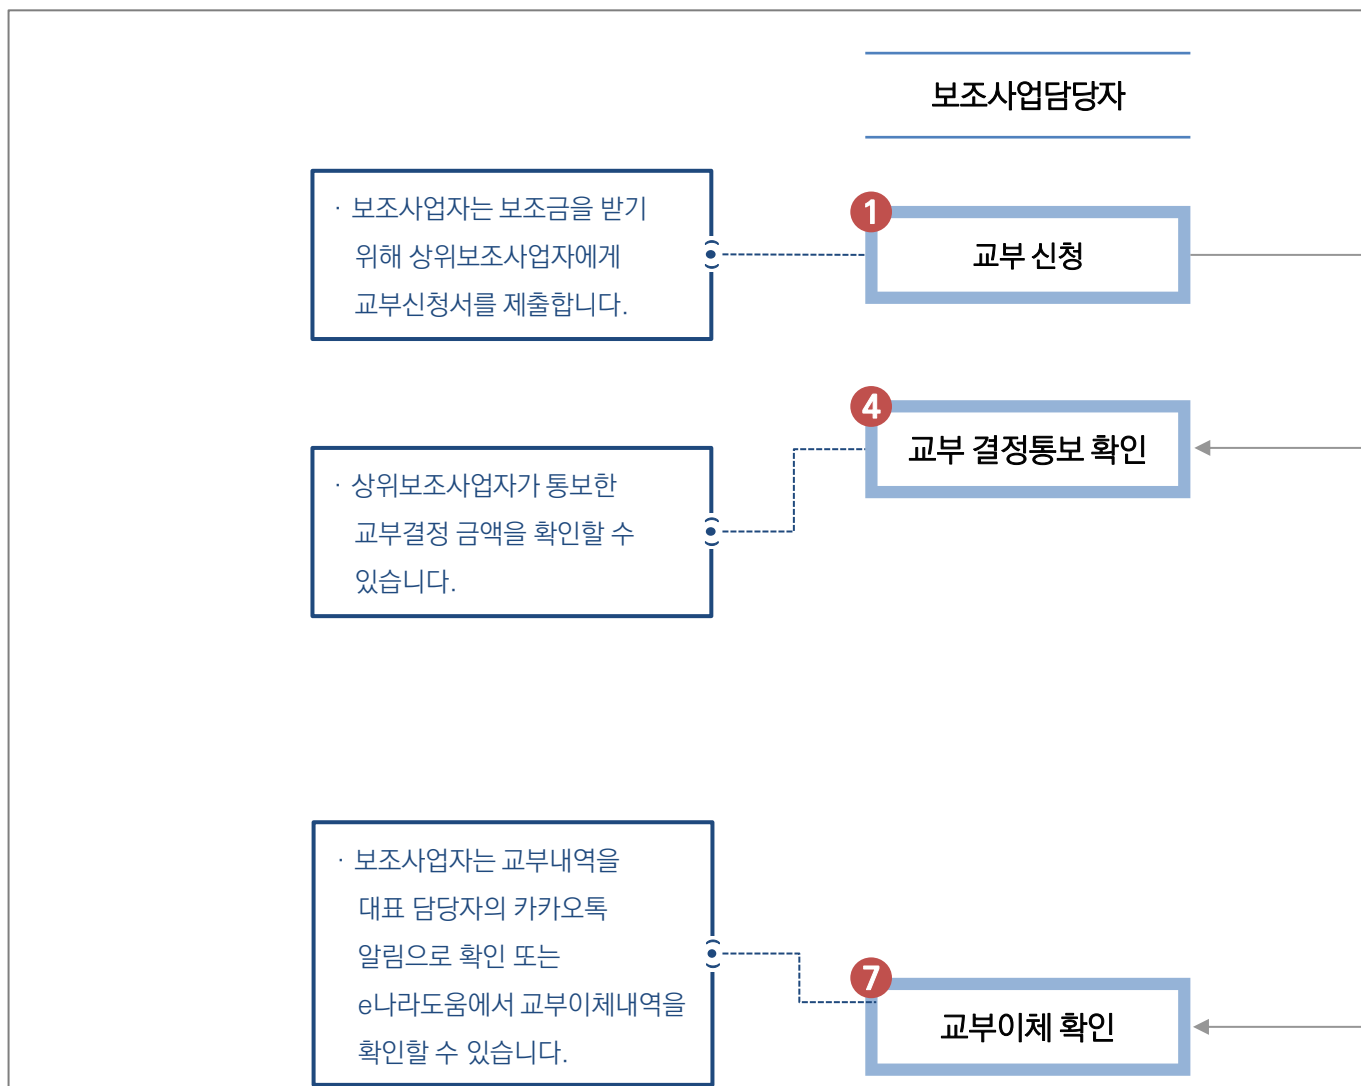 보조사업담당자
· 보조사업자는 보조금을 받기
위해 상위보조사업자에게
교부신청서를 제출합니다.
1
교부 신청
4
교부 결정통보 확인
· 상위보조사업자가 통보한
교부결정 금액을 확인할 수
있습니다.
· 보조사업자는 교부내역을
대표 담당자의 카카오톡
알림으로 확인 또는
e나라도움에서 교부이체내역을
확인할 수 있습니다.
7
교부이체 확인